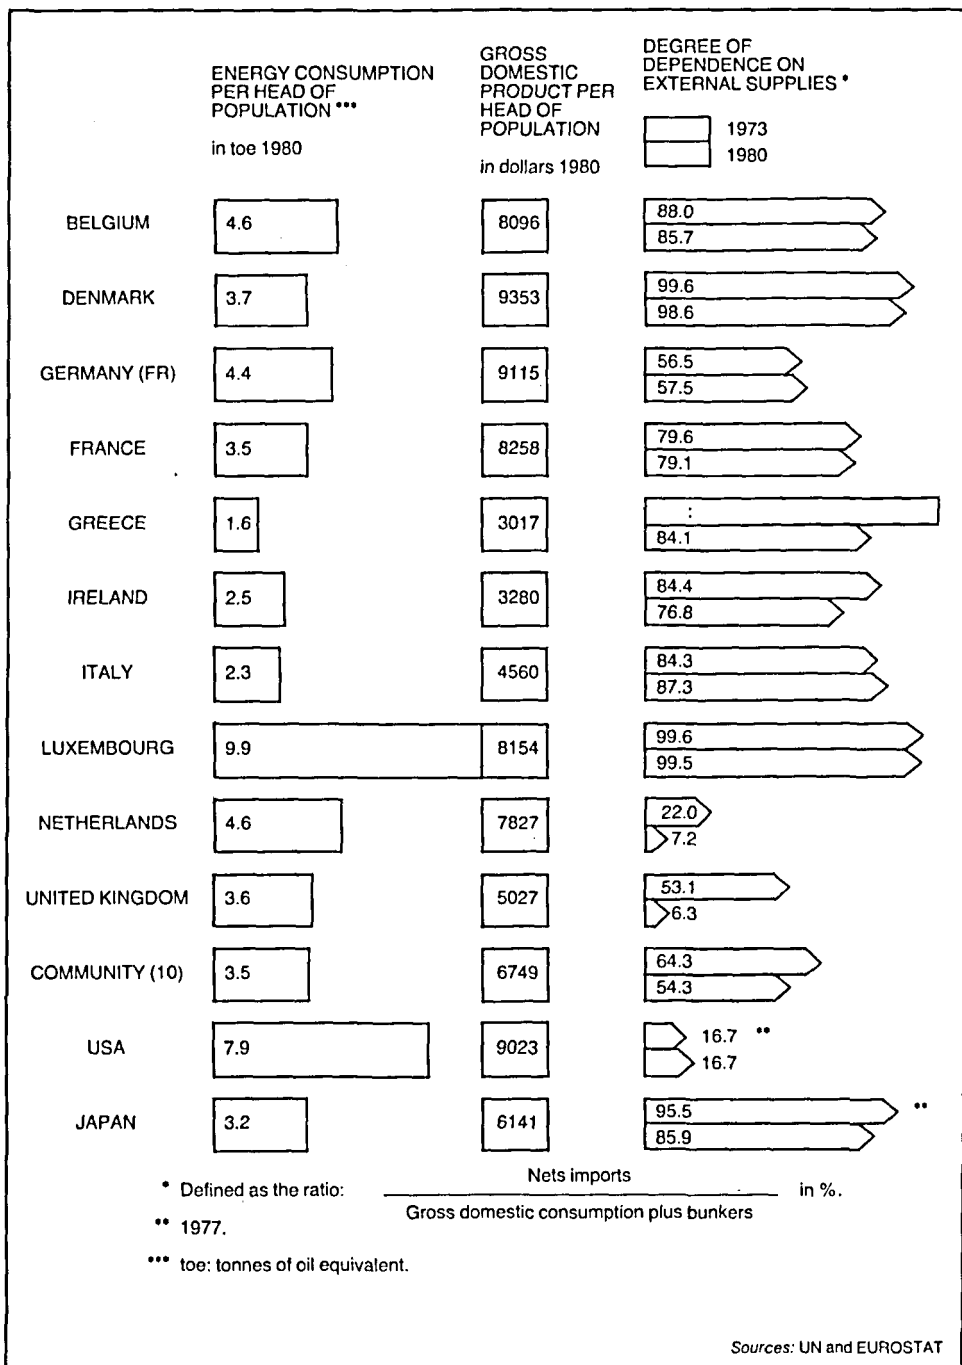 ENERGY CONSUMPTION
PER HEAD OF
POPULATION ***
in toe 1980
GROSS
DOMESTIC
PRODUCT PER
HEAD OF
POPULATION
in dollars 1980
DEGREE OF
DEPENDENCE ON
EXTERNAL SUPPLIES *
1973
1980
BELGIUM 4.6 8096 88.0
85.7
DENMARK 3.7 9353 99.6
98.6
GERMANY (FR) 4.4 9115 56.5
57.5
FRANCE 3.5 8258 79.6
79.1
GREECE 1.6 3017 :
84.1
IRELAND 2.5 3280 84.4
76.8
ITALY 2.3 4560 84.3
87.3
LUXEMBOURG 9.9 8154 99.6
99.5
NETHERLANDS 4.6 7827 22.0
7.2
UNITED KINGDOM 3.6 5027 53.1
6.3
COMMUNITY (10) 3.5 6749 64.3
54.3
USA 7.9 9023 16.7 **
16.7
JAPAN 3.2 6141 95.5 **
85.9
* Defined as the ratio: Nets imports in %.
Gross domestic consumption plus bunkers
** 1977.
*** toe: tonnes of oil equivalent.
Sources: UN and EUROSTAT